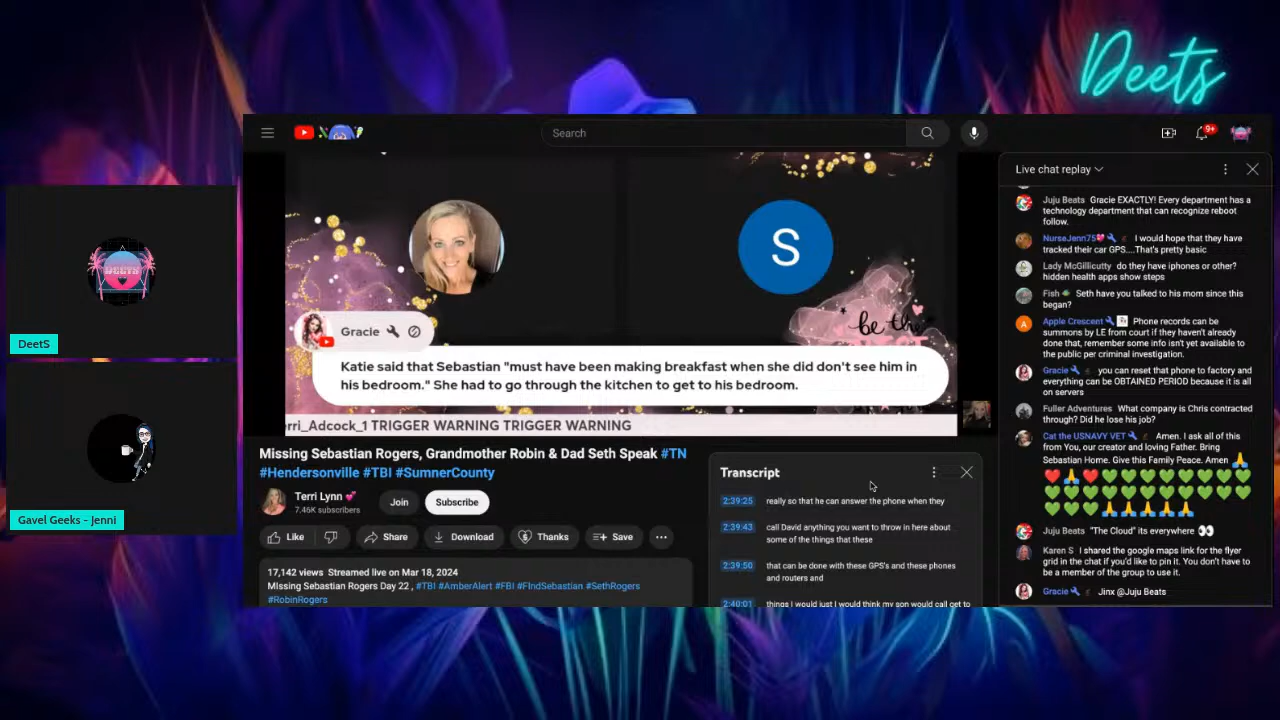 Deets
Search
9+
DeetS
Gavel Geeks - Jenni
S
be the
Gracie
Katie said that Sebastian "must have been making breakfast when she did don't see him in
his bedroom." She had to go through the kitchen to get to his bedroom.
erri_Adcock_1 TRIGGER WARNING TRIGGER WARNING
Missing Sebastian Rogers, Grandmother Robin & Dad Seth Speak #TN
#Hendersonville #TBI #SumnerCounty
Terri Lynn
7.46K subscribers
Join
Subscribe
Like
Share
Download
Thanks
Save
17,142 views Streamed live on Mar 18, 2024
Missing Sebastian Rogers Day 22 , #TBI #AmberAlert #FBI #FIndSebastian #SethRogers
#RobinRogers
Transcript
2:39:25 really so that he can answer the phone when they
2:39:43 call David anything you want to throw in here about
some of the things that these
2:39:50 that can be done with these GPS's and these phones
and routers and
2:40:01 things I would just I would think my son would call get to
Live chat replay
Juju Beats Gracie EXACTLY! Every department has a
technology department that can recognize reboot
follow.
NurseJenn75 I would hope that they have
tracked their car GPS....That's pretty basic
Lady McGillicutty do they have iphones or other?
hidden health apps show steps
Fish Seth have you talked to his mom since this
began?
Apple Crescent Phone records can be
summons by LE from court if they haven't already
done that, remember some info isn't yet available to
the public per criminal investigation.
Gracie you can reset that phone to factory and
everything can be OBTAINED PERIOD because it is all
on servers
Fuller Adventures What company is Chris contracted
through? Did he lose his job?
Cat the USNAVY VET Amen. I ask all of this
from You, our creator and loving Father. Bring
Sebastian Home. Give this Family Peace. Amen
Juju Beats "The Cloud" its everywhere
Karen S I shared the google maps link for the flyer
grid in the chat if you'd like to pin it. You don't have to
be a member of the group to use it.
Gracie Jinx @Juju Beats